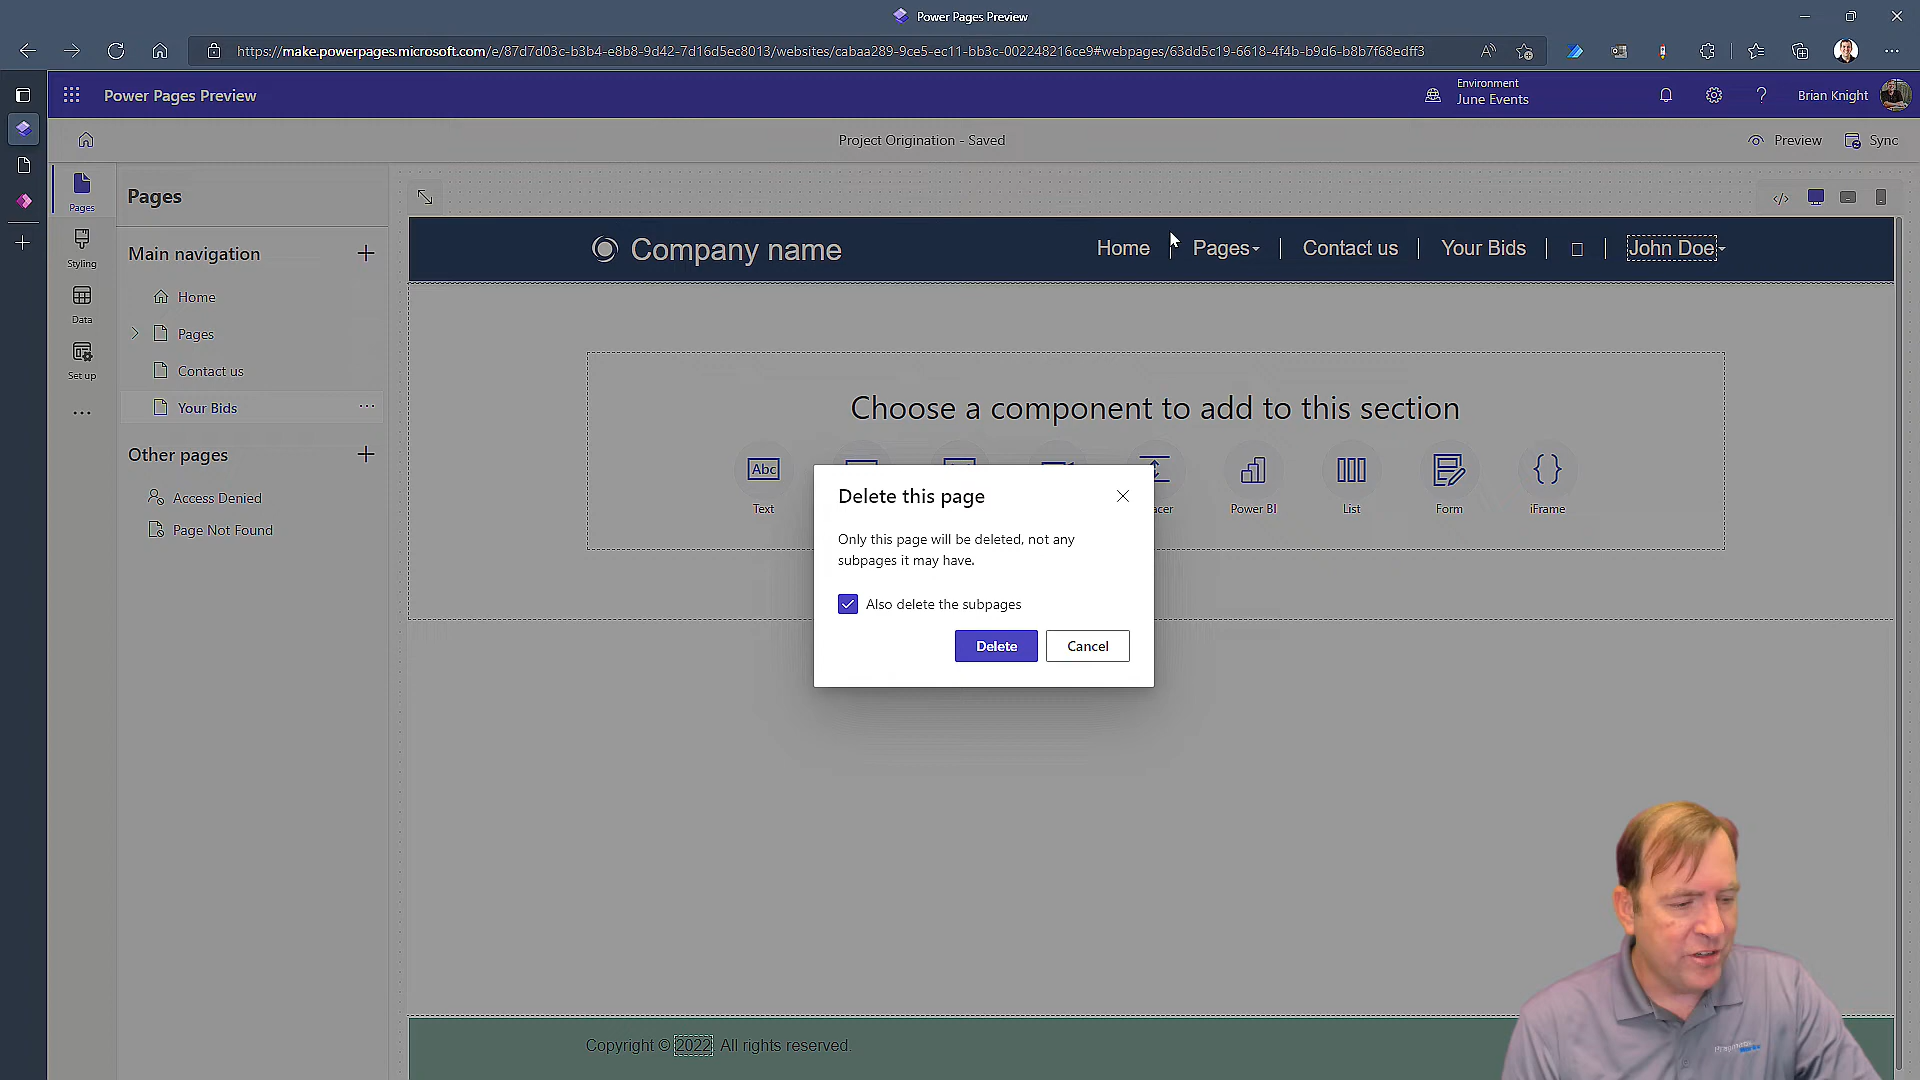 Power Pages Preview
https://make.powerpages.microsoft.com/e/87d7d03c-b3b4-e8b8-9d42-7d16d5ec8013/websites/cabaa289-9ce5-ec11-bb3c-002248216ce9#webpages/63dd5c19-6618-4f4b-b9d6-b8b7f68edff3
Power Pages Preview
Environment
June Events
?
Brian Knight
Project Origination - Saved
Preview
Sync
Pages
Styling
Data
Set up
Pages
Main navigation
Home
Pages
Contact us
Your Bids
Other pages
Access Denied
Page Not Found
</>
Company name
Home
Pages
Contact us
Your Bids
John Doe
Choose a component to add to this section
Abc
Text
Power BI
List
Form
iFrame
Delete this page
Only this page will be deleted, not any
subpages it may have.
Also delete the subpages
Delete
Cancel
Copyright © 2022. All rights reserved.